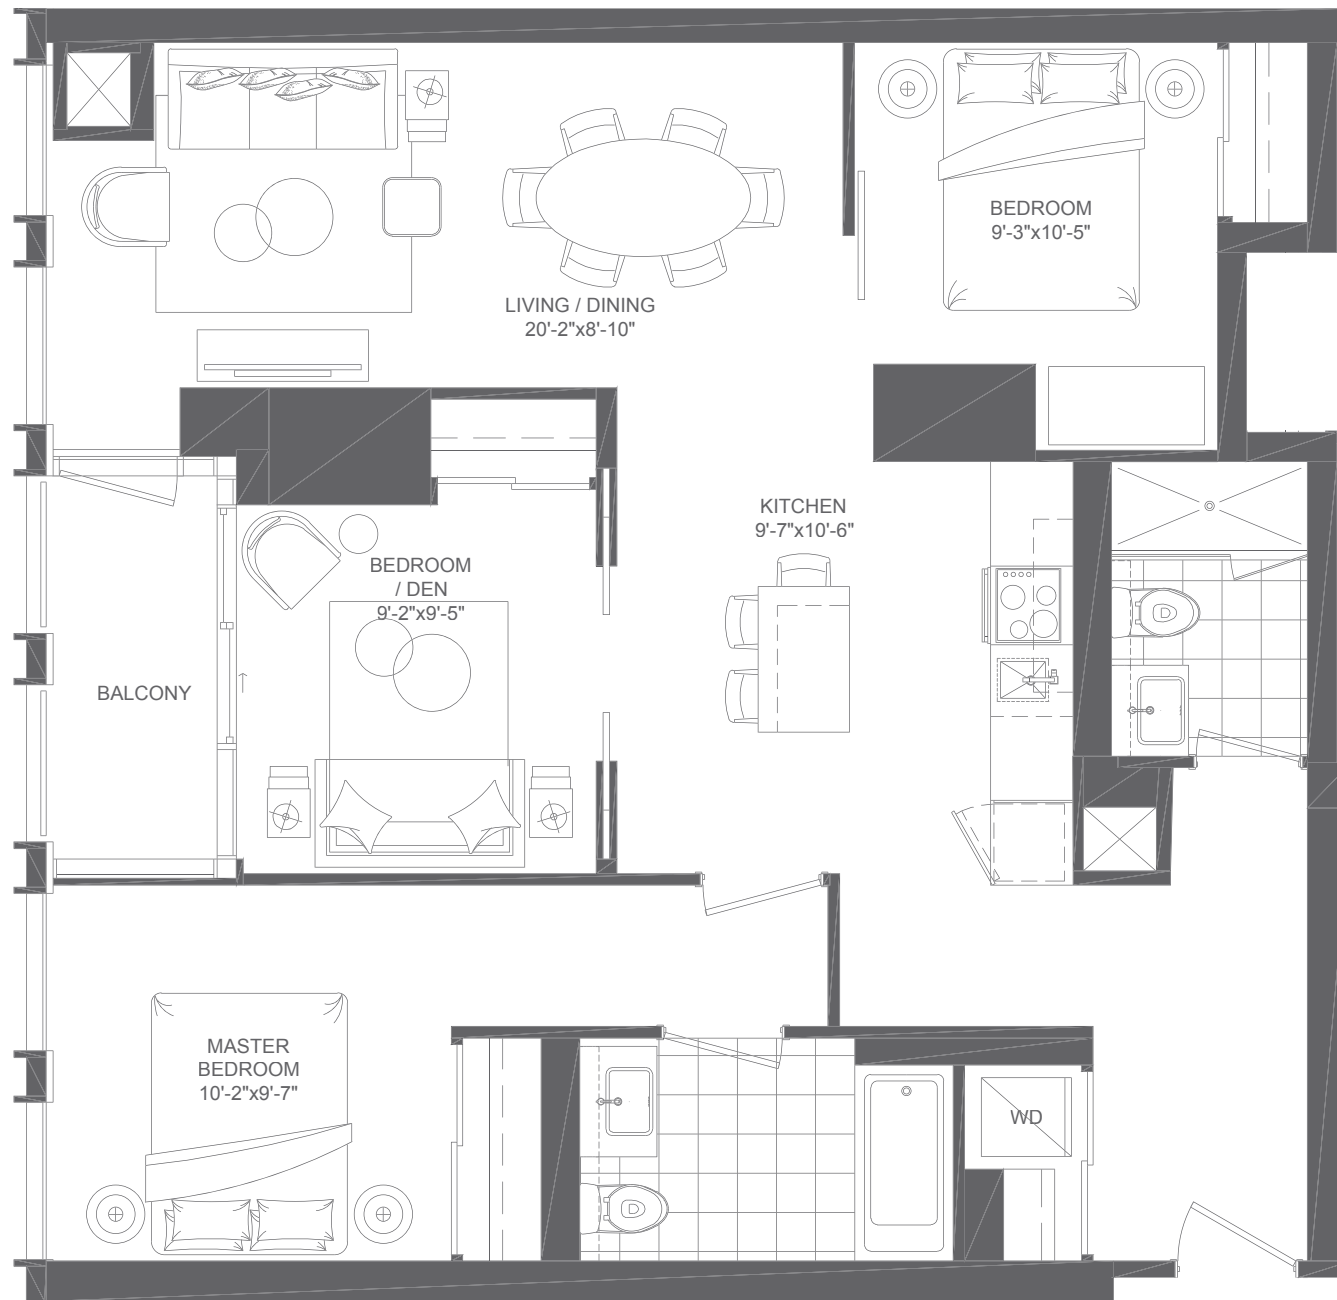 BEDROOM
9'-3"x10'-5"
LIVING / DINING
20'-2"x8'-10"
KITCHEN
9'-7"x10'-6"
BEDROOM
/ DEN
9'-2"x9'-5"
BALCONY
MASTER
BEDROOM
10'-2"x9'-7"
WD